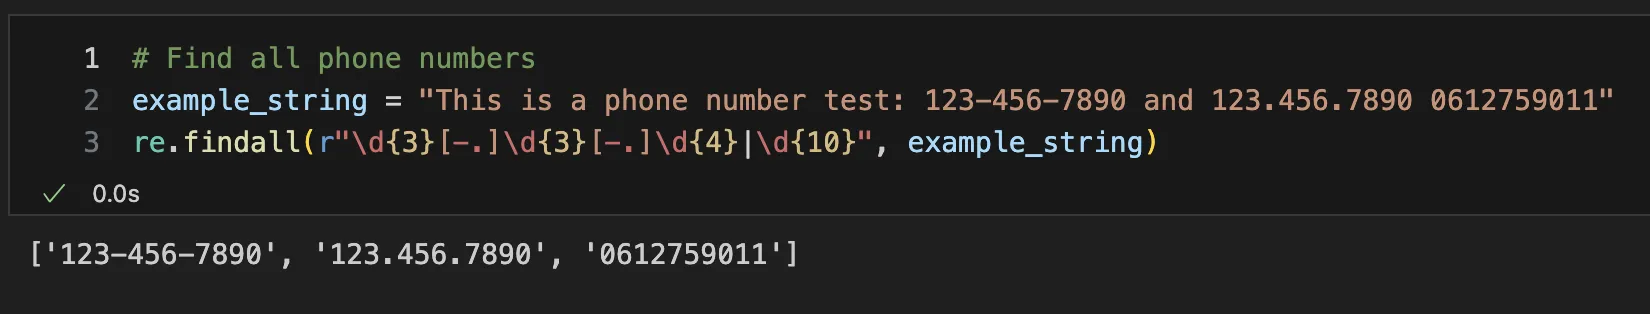 1 # Find all phone numbers
2 example_string = "This is a phone number test: 123-456-7890 and 123.456.7890 0612759011"
3 re.findall(r"\d{3}[-.]\d{3}[-.]\d{4}|\d{10}", example_string)
✓ 0.0s
['123-456-7890', '123.456.7890', '0612759011']